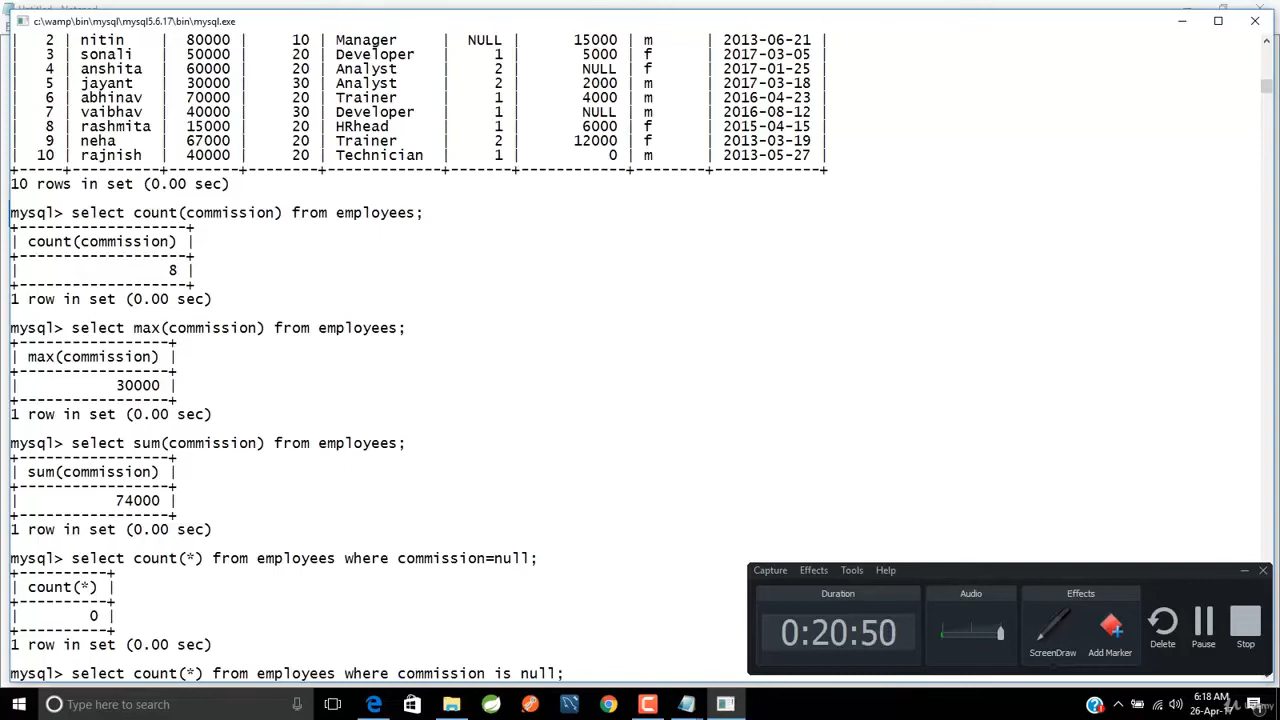 c:\wamp\bin\mysql\mysql5.6.17\bin\mysql.exe
| 2 | nitin | 80000 | 10 | Manager | NULL | 15000 | m | 2013-06-21 |
| 3 | sonali | 50000 | 20 | Developer | 1 | 5000 | f | 2017-03-05 |
| 4 | anshita | 60000 | 20 | Analyst | 2 | NULL | f | 2017-01-25 |
| 5 | jayant | 30000 | 30 | Analyst | 2 | 2000 | m | 2017-03-18 |
| 6 | abhinav | 70000 | 20 | Trainer | 1 | 4000 | m | 2016-04-23 |
| 7 | vaibhav | 40000 | 30 | Developer | 1 | NULL | m | 2016-08-12 |
| 8 | rashmita | 15000 | 20 | HRhead | 1 | 6000 | f | 2015-04-15 |
| 9 | neha | 67000 | 20 | Trainer | 2 | 12000 | f | 2013-03-19 |
| 10 | rajnish | 40000 | 20 | Technician | 1 | 0 | m | 2013-05-27 |
10 rows in set (0.00 sec)
mysql> select count(commission) from employees;
| count(commission) |
| 8 |
1 row in set (0.00 sec)
mysql> select max(commission) from employees;
| max(commission) |
| 30000 |
1 row in set (0.00 sec)
mysql> select sum(commission) from employees;
| sum(commission) |
| 74000 |
1 row in set (0.00 sec)
mysql> select count(*) from employees where commission=null;
| count(*) |
| 0 |
1 row in set (0.00 sec)
mysql> select count(*) from employees where commission is null;
Capture Effects Tools Help
Duration Audio Effects
0:20:50
ScreenDraw Add Marker Delete Pause Stop
Type here to search
6:18 AM
26-Apr-17